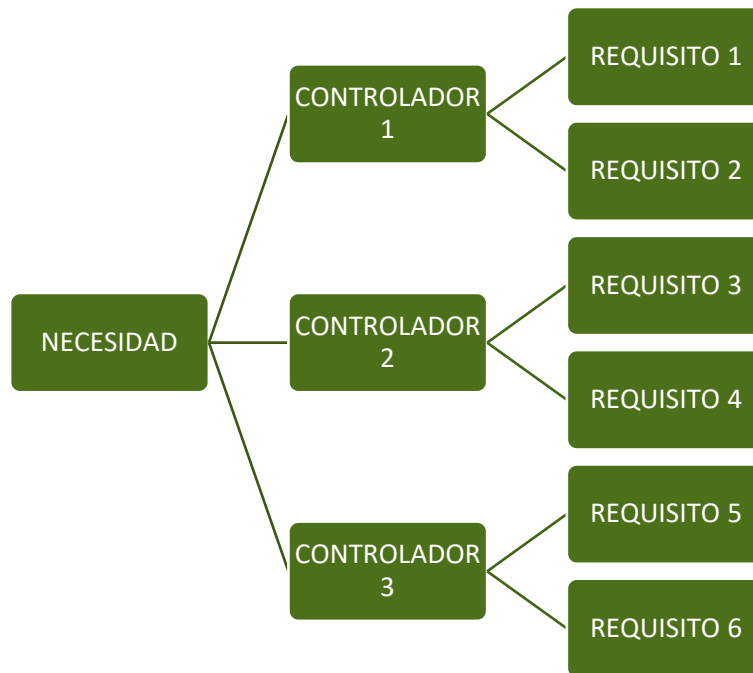 REQUISITO 1
CONTROLADOR
1
REQUISITO 2
REQUISITO 3
CONTROLADOR
2
NECESIDAD
REQUISITO 4
REQUISITO 5
CONTROLADOR
3
REQUISITO 6